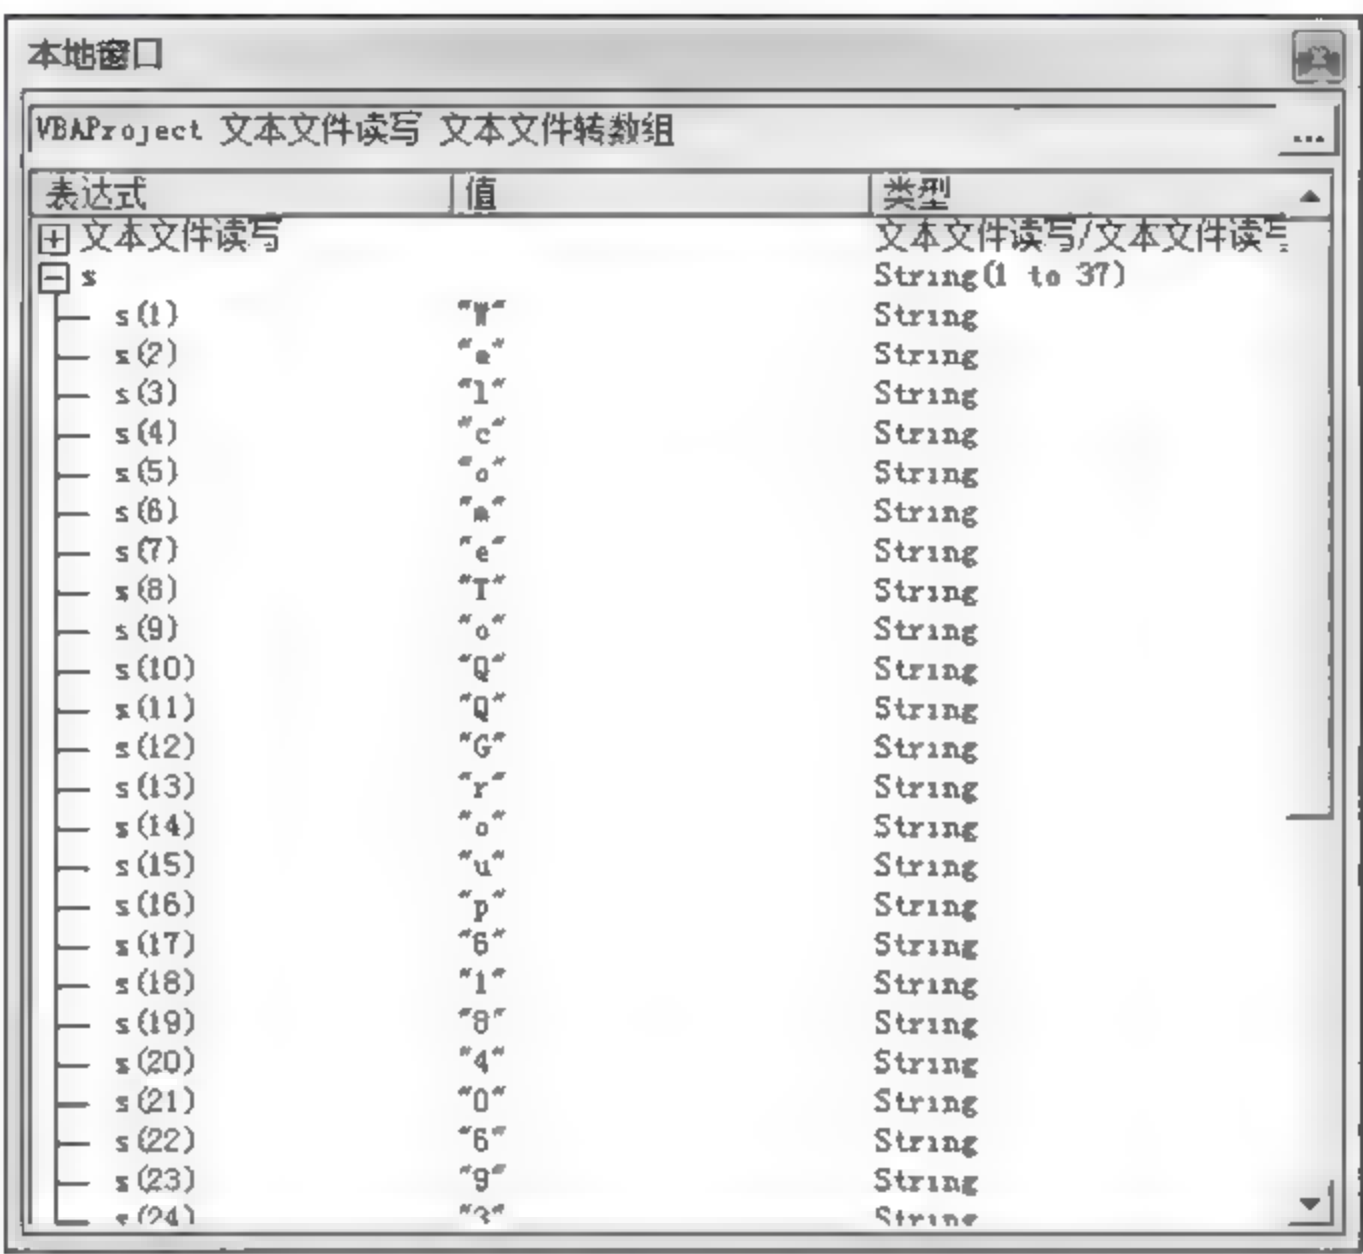 本地窗口
VBAProject 文本文件读写 文本文件转数组 ...
表达式 值 类型
文本文件读写 文本文件读写/文本文件读写
s String(1 to 37)
s(1) "W" String
s(2) "e" String
s(3) "l" String
s(4) "c" String
s(5) "o" String
s(6) "m" String
s(7) "e" String
s(8) "T" String
s(9) "o" String
s(10) "Q" String
s(11) "Q" String
s(12) "G" String
s(13) "r" String
s(14) "o" String
s(15) "u" String
s(16) "p" String
s(17) "6" String
s(18) "1" String
s(19) "8" String
s(20) "4" String
s(21) "0" String
s(22) "6" String
s(23) "9" String
s(24) String